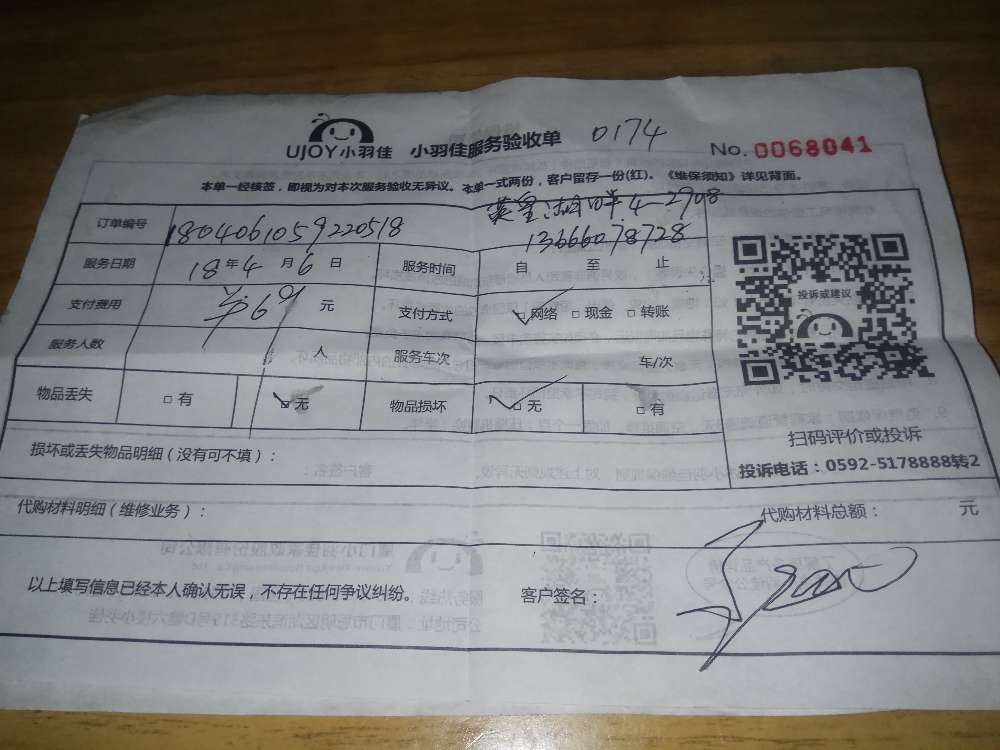 UJOY小羽佳 小羽佳服务验收单 0174 No. 0068041
本单一经核签，即视为对本次服务验收无异议。本单一式两份，客户留存一份(红)。《维保须知》详见背面。
4-2908
订单编号 1804061059220518 13666078728
服务日期 18年4月6日 服务时间 自 至 止
支付费用 元 支付方式 □网络 □现金 □转账
投诉或建议
服务人数 人 服务车次 车/次
物品丢失 □有 □无 物品损坏 □无 □有
扫码评价或投诉
损坏或丢失物品明细（没有可不填）：
投诉电话：0592-5178888转2
代购材料明细（维修业务）： 代购材料总额： 元
以上填写信息已经本人确认无误，不存在任何争议纠纷。 客户签名：